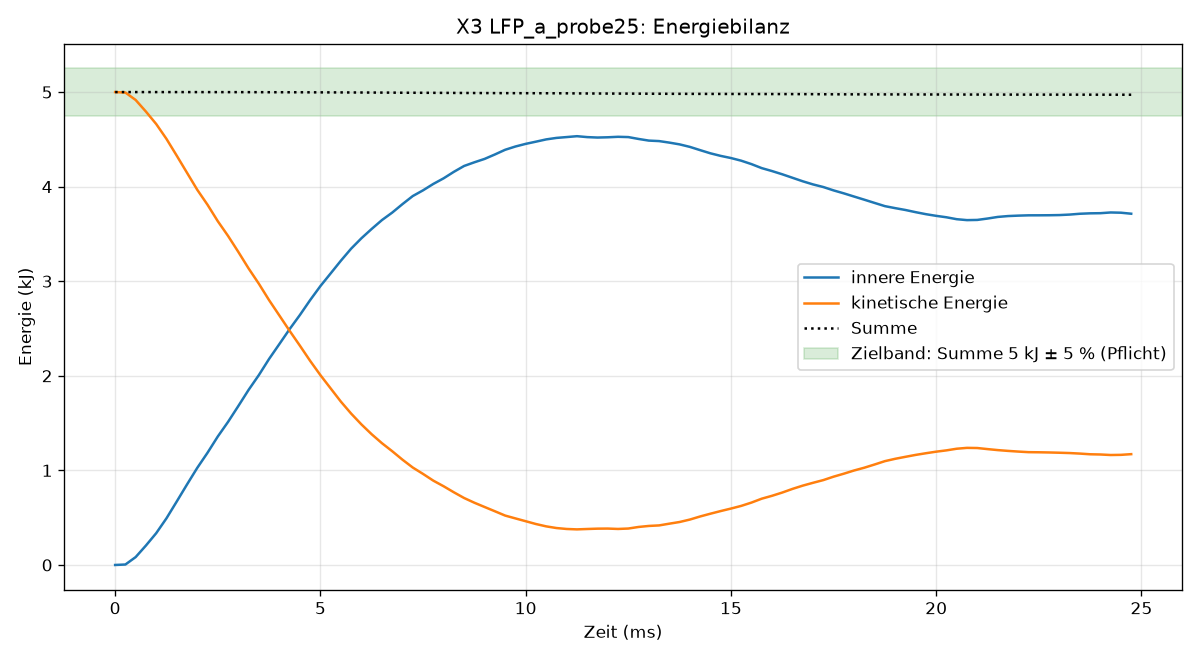 X3 LFP_a_probe25: Energiebilanz
Energie (kJ)
5
4
3
2
1
0
innere Energie
kinetische Energie
Summe
Zielband: Summe 5 kJ ± 5 % (Pflicht)
0 5 10 15 20 25
Zeit (ms)